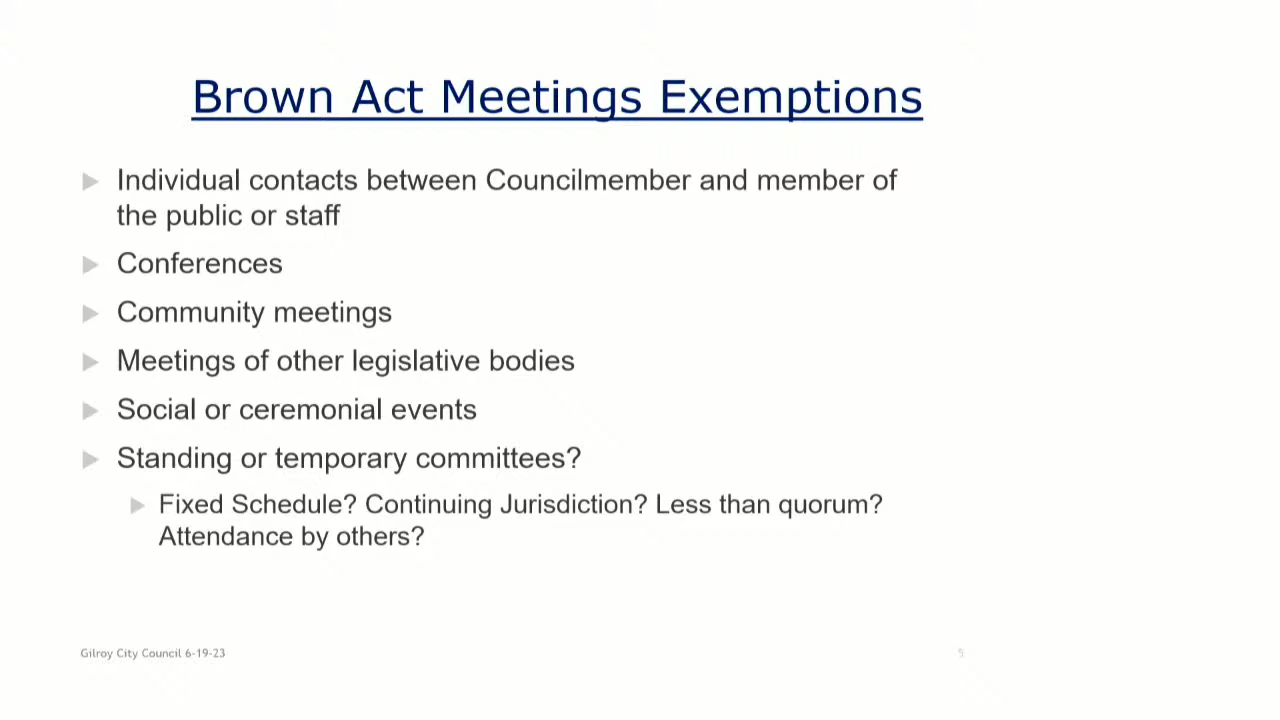 Brown Act Meetings Exemptions
Individual contacts between Councilmember and member of
the public or staff
Conferences
Community meetings
Meetings of other legislative bodies
Social or ceremonial events
Standing or temporary committees?
Fixed Schedule? Continuing Jurisdiction? Less than quorum?
Attendance by others?
Gilroy City Council 6-19-23